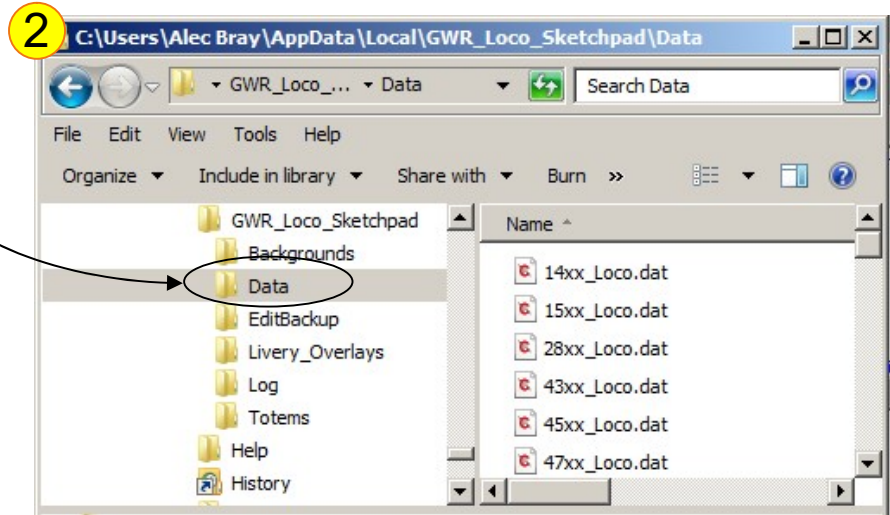 2
C:\Users\Alec Bray\AppData\Local\GWR_Loco_Sketchpad\Data
GWR_Loco_... Data
Search Data
File Edit View Tools Help
Organize Include in library Share with Burn »
GWR_Loco_Sketchpad
Backgrounds
Data
EditBackup
Livery_Overlays
Log
Totems
Help
History
Name
14xx_Loco.dat
15xx_Loco.dat
28xx_Loco.dat
43xx_Loco.dat
45xx_Loco.dat
47xx_Loco.dat